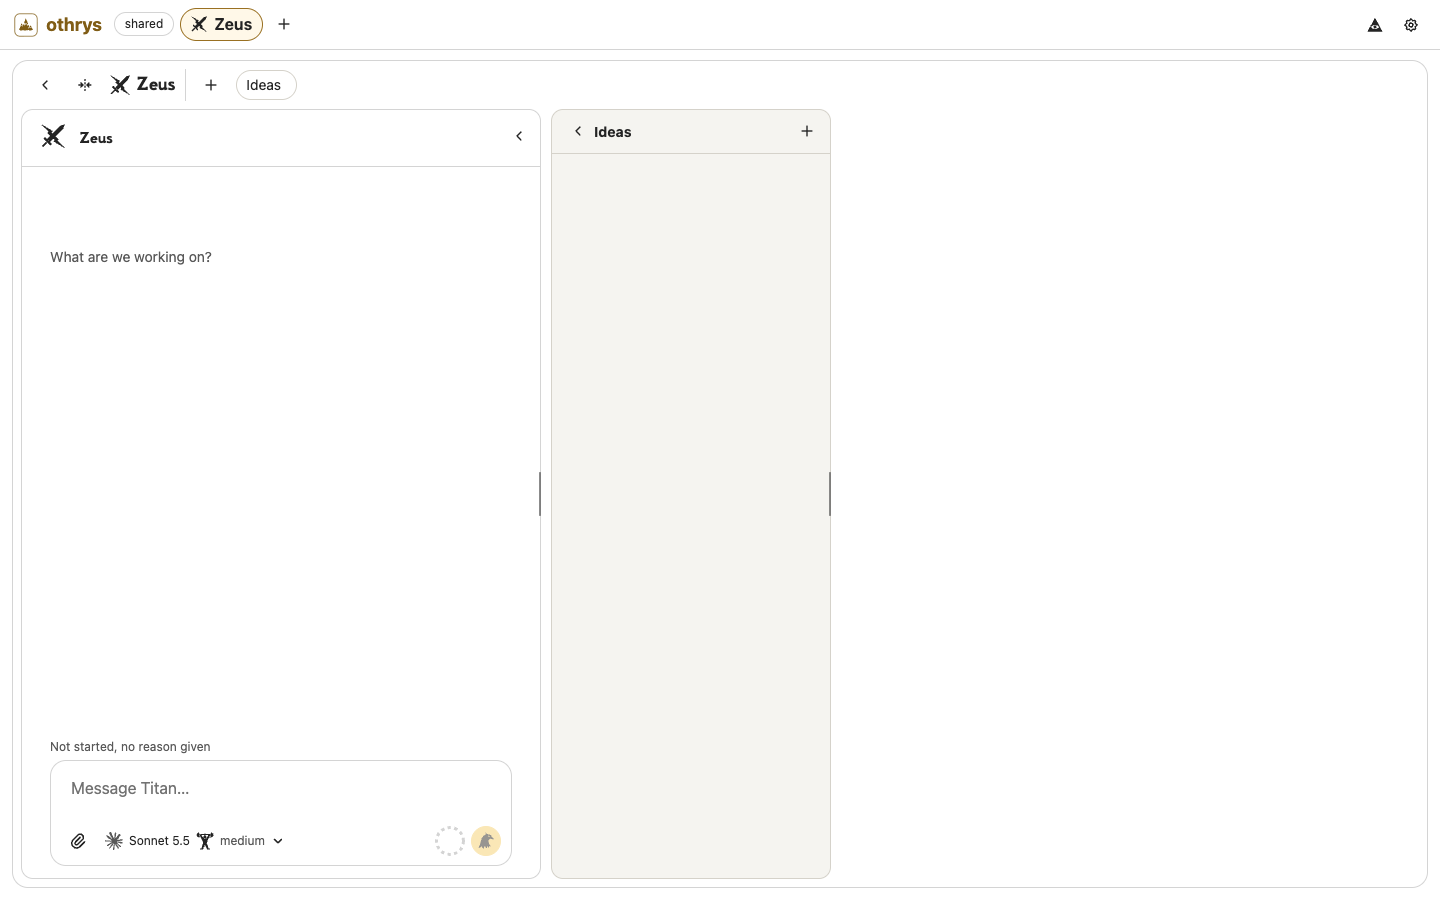 othrys
shared
Zeus
Zeus
Ideas
Zeus
Ideas
What are we working on?
Not started, no reason given
Message Titan...
Sonnet 5.5
medium